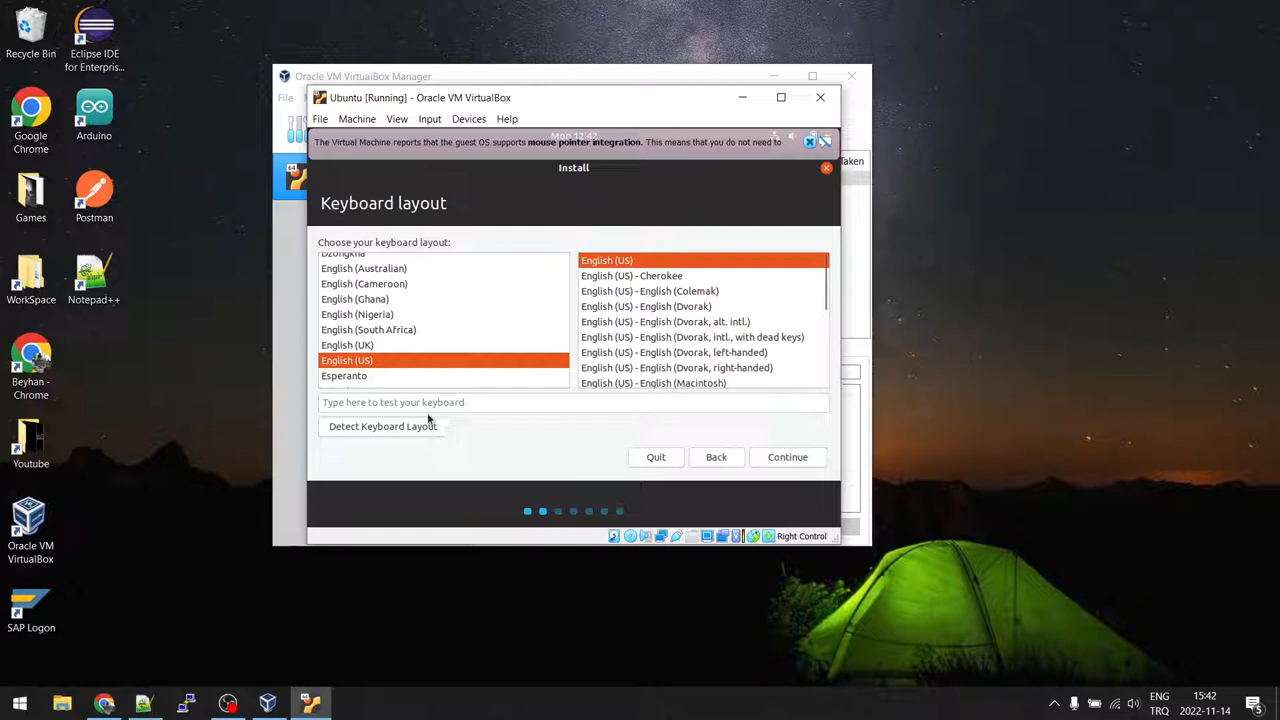 Recycle Bin
Eclipse IDE
for Enterpris...
Google
Chrome
Arduino
Games
Postman
WorkSpace
Notepad++
Beyhan -
Chrome
Youtube
Oracle VM
VirtualBox
SAP Logon
Oracle VM VirtualBox Manager
File
Taken
Ubuntu [Running] - Oracle VM VirtualBox
File Machine View Input Devices Help
Mon 12:42
The Virtual Machine reports that the guest OS supports mouse pointer integration. This means that you do not need to
Install
Keyboard layout
Choose your keyboard layout:
Dzongkha
English (Australian)
English (Cameroon)
English (Ghana)
English (Nigeria)
English (South Africa)
English (UK)
English (US)
Esperanto
English (US)
English (US) - Cherokee
English (US) - English (Colemak)
English (US) - English (Dvorak)
English (US) - English (Dvorak, alt. intl.)
English (US) - English (Dvorak, intl., with dead keys)
English (US) - English (Dvorak, left-handed)
English (US) - English (Dvorak, right-handed)
English (US) - English (Macintosh)
Type here to test your keyboard
Detect Keyboard Layout
Quit Back Continue
Right Control
ENG
TRQ
15:42
2022-11-14
5